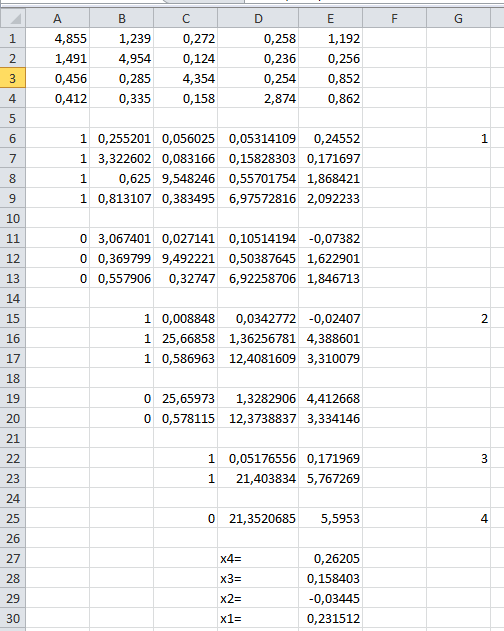 A B C D E F G
1 4,855 1,239 0,272 0,258 1,192
2 1,491 4,954 0,124 0,236 0,256
3 0,456 0,285 4,354 0,254 0,852
4 0,412 0,335 0,158 2,874 0,862
5
6 1 0,255201 0,056025 0,05314109 0,24552 1
7 1 3,322602 0,083166 0,15828303 0,171697
8 1 0,625 9,548246 0,55701754 1,868421
9 1 0,813107 0,383495 6,97572816 2,092233
10
11 0 3,067401 0,027141 0,10514194 -0,07382
12 0 0,369799 9,492221 0,50387645 1,622901
13 0 0,557906 0,32747 6,92258706 1,846713
14
15 1 0,008848 0,0342772 -0,02407 2
16 1 25,66858 1,36256781 4,388601
17 1 0,586963 12,4081609 3,310079
18
19 0 25,65973 1,3282906 4,412668
20 0 0,578115 12,3738837 3,334146
21
22 1 0,05176556 0,171969 3
23 1 21,403834 5,767269
24
25 0 21,3520685 5,5953 4
26
27 x4= 0,26205
28 x3= 0,158403
29 x2= -0,03445
30 x1= 0,231512